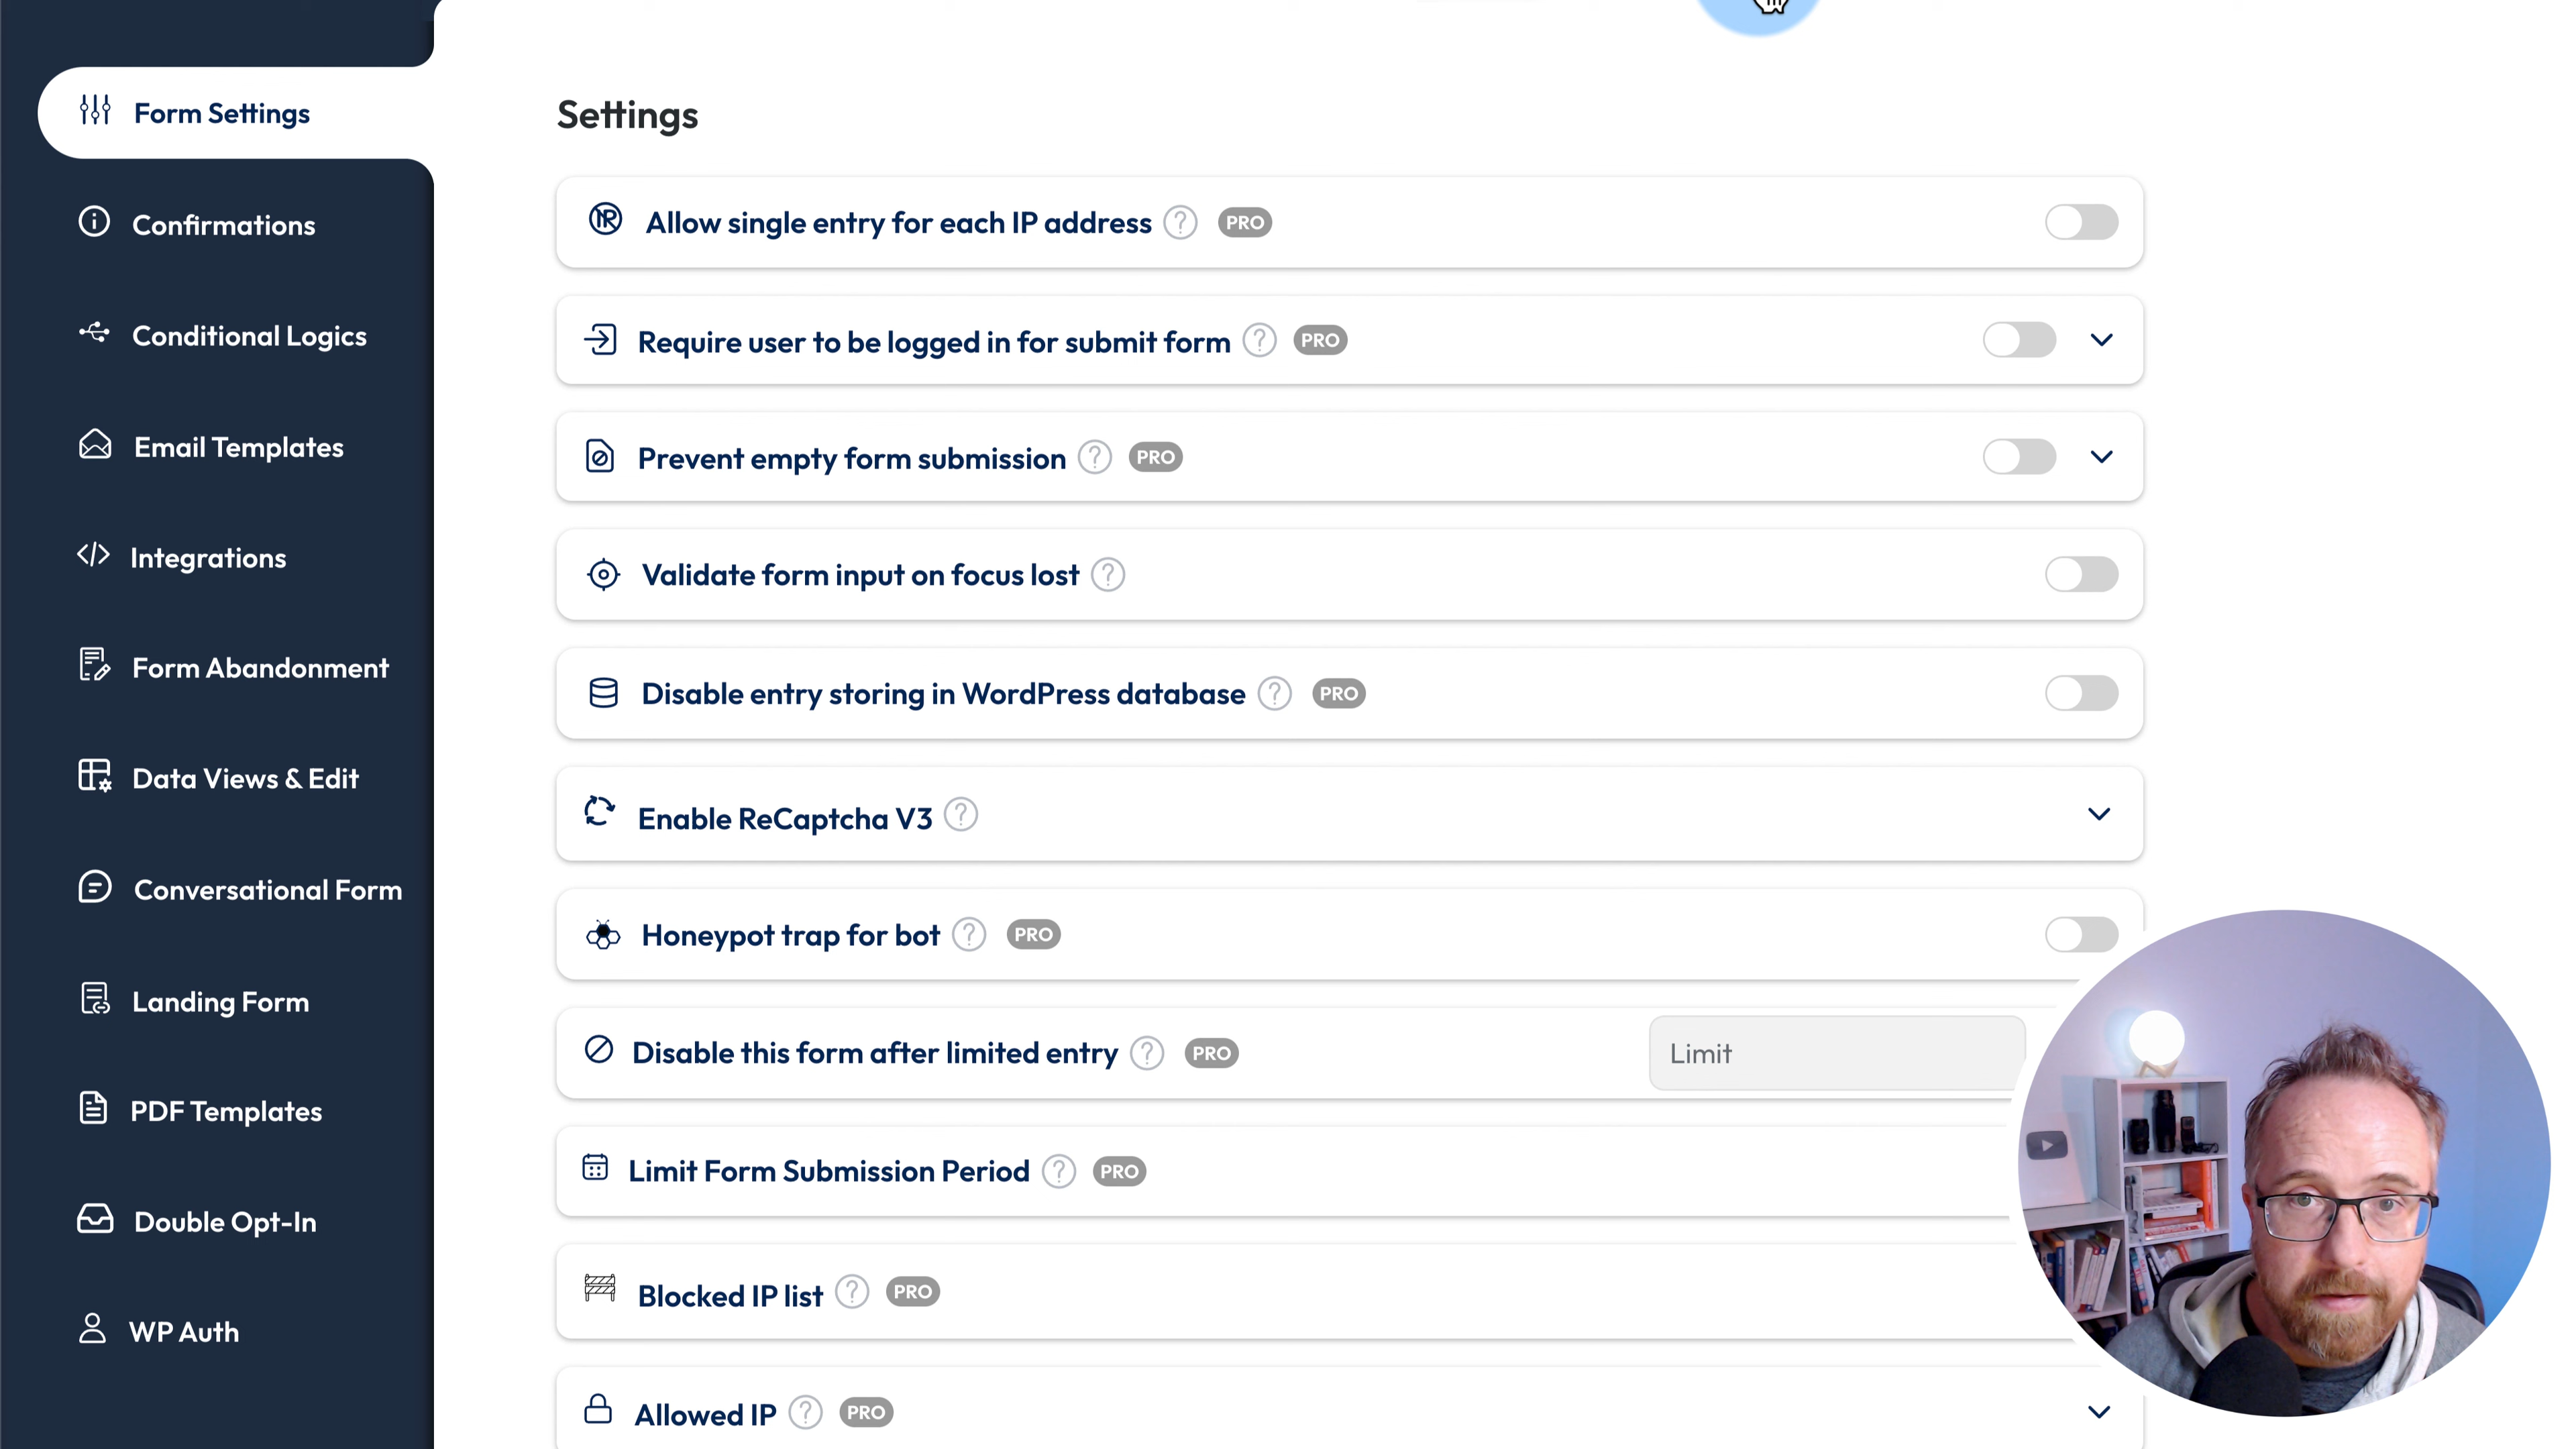 Form Settings
Confirmations
Conditional Logics
Email Templates
Integrations
Form Abandonment
Data Views & Edit
Conversational Form
Landing Form
PDF Templates
Double Opt-In
WP Auth
Settings
Allow single entry for each IP address ? PRO
Require user to be logged in for submit form ? PRO
Prevent empty form submission ? PRO
Validate form input on focus lost ?
Disable entry storing in WordPress database ? PRO
Enable ReCaptcha V3 ?
Honeypot trap for bot ? PRO
Disable this form after limited entry ? PRO Limit
Limit Form Submission Period ? PRO
Blocked IP list ? PRO
Allowed IP ? PRO